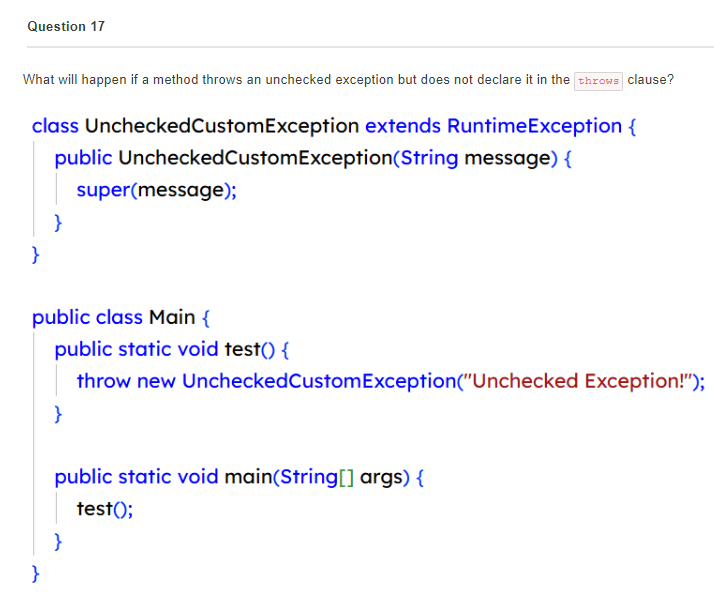 Question 17
What will happen if a method throws an unchecked exception but does not declare it in the throws clause?
class UncheckedCustomException extends RuntimeException {
public UncheckedCustomException(String message) {
super(message);
}
}
public class Main {
public static void test() {
throw new UncheckedCustomException("Unchecked Exception!");
}
public static void main(String[] args) {
test();
}
}